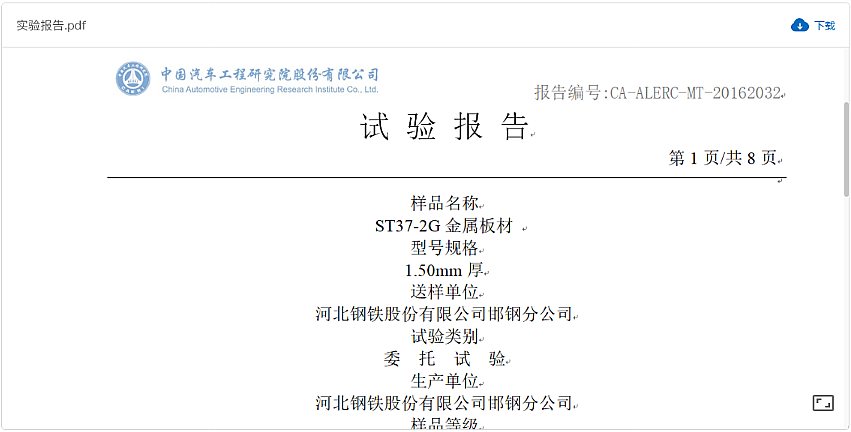 实验报告.pdf
下载
中国汽车工程研究院股份有限公司
China Automotive Engineering Research Institute Co., Ltd.
报告编号:CA-ALERC-MT-20162032
试 验 报 告
第 1 页/共 8 页
样品名称
ST37-2G 金属板材
型号规格
1.50mm 厚
送样单位
河北钢铁股份有限公司邯钢分公司
试验类别
委 托 试 验
生产单位
河北钢铁股份有限公司邯钢分公司
样品等级